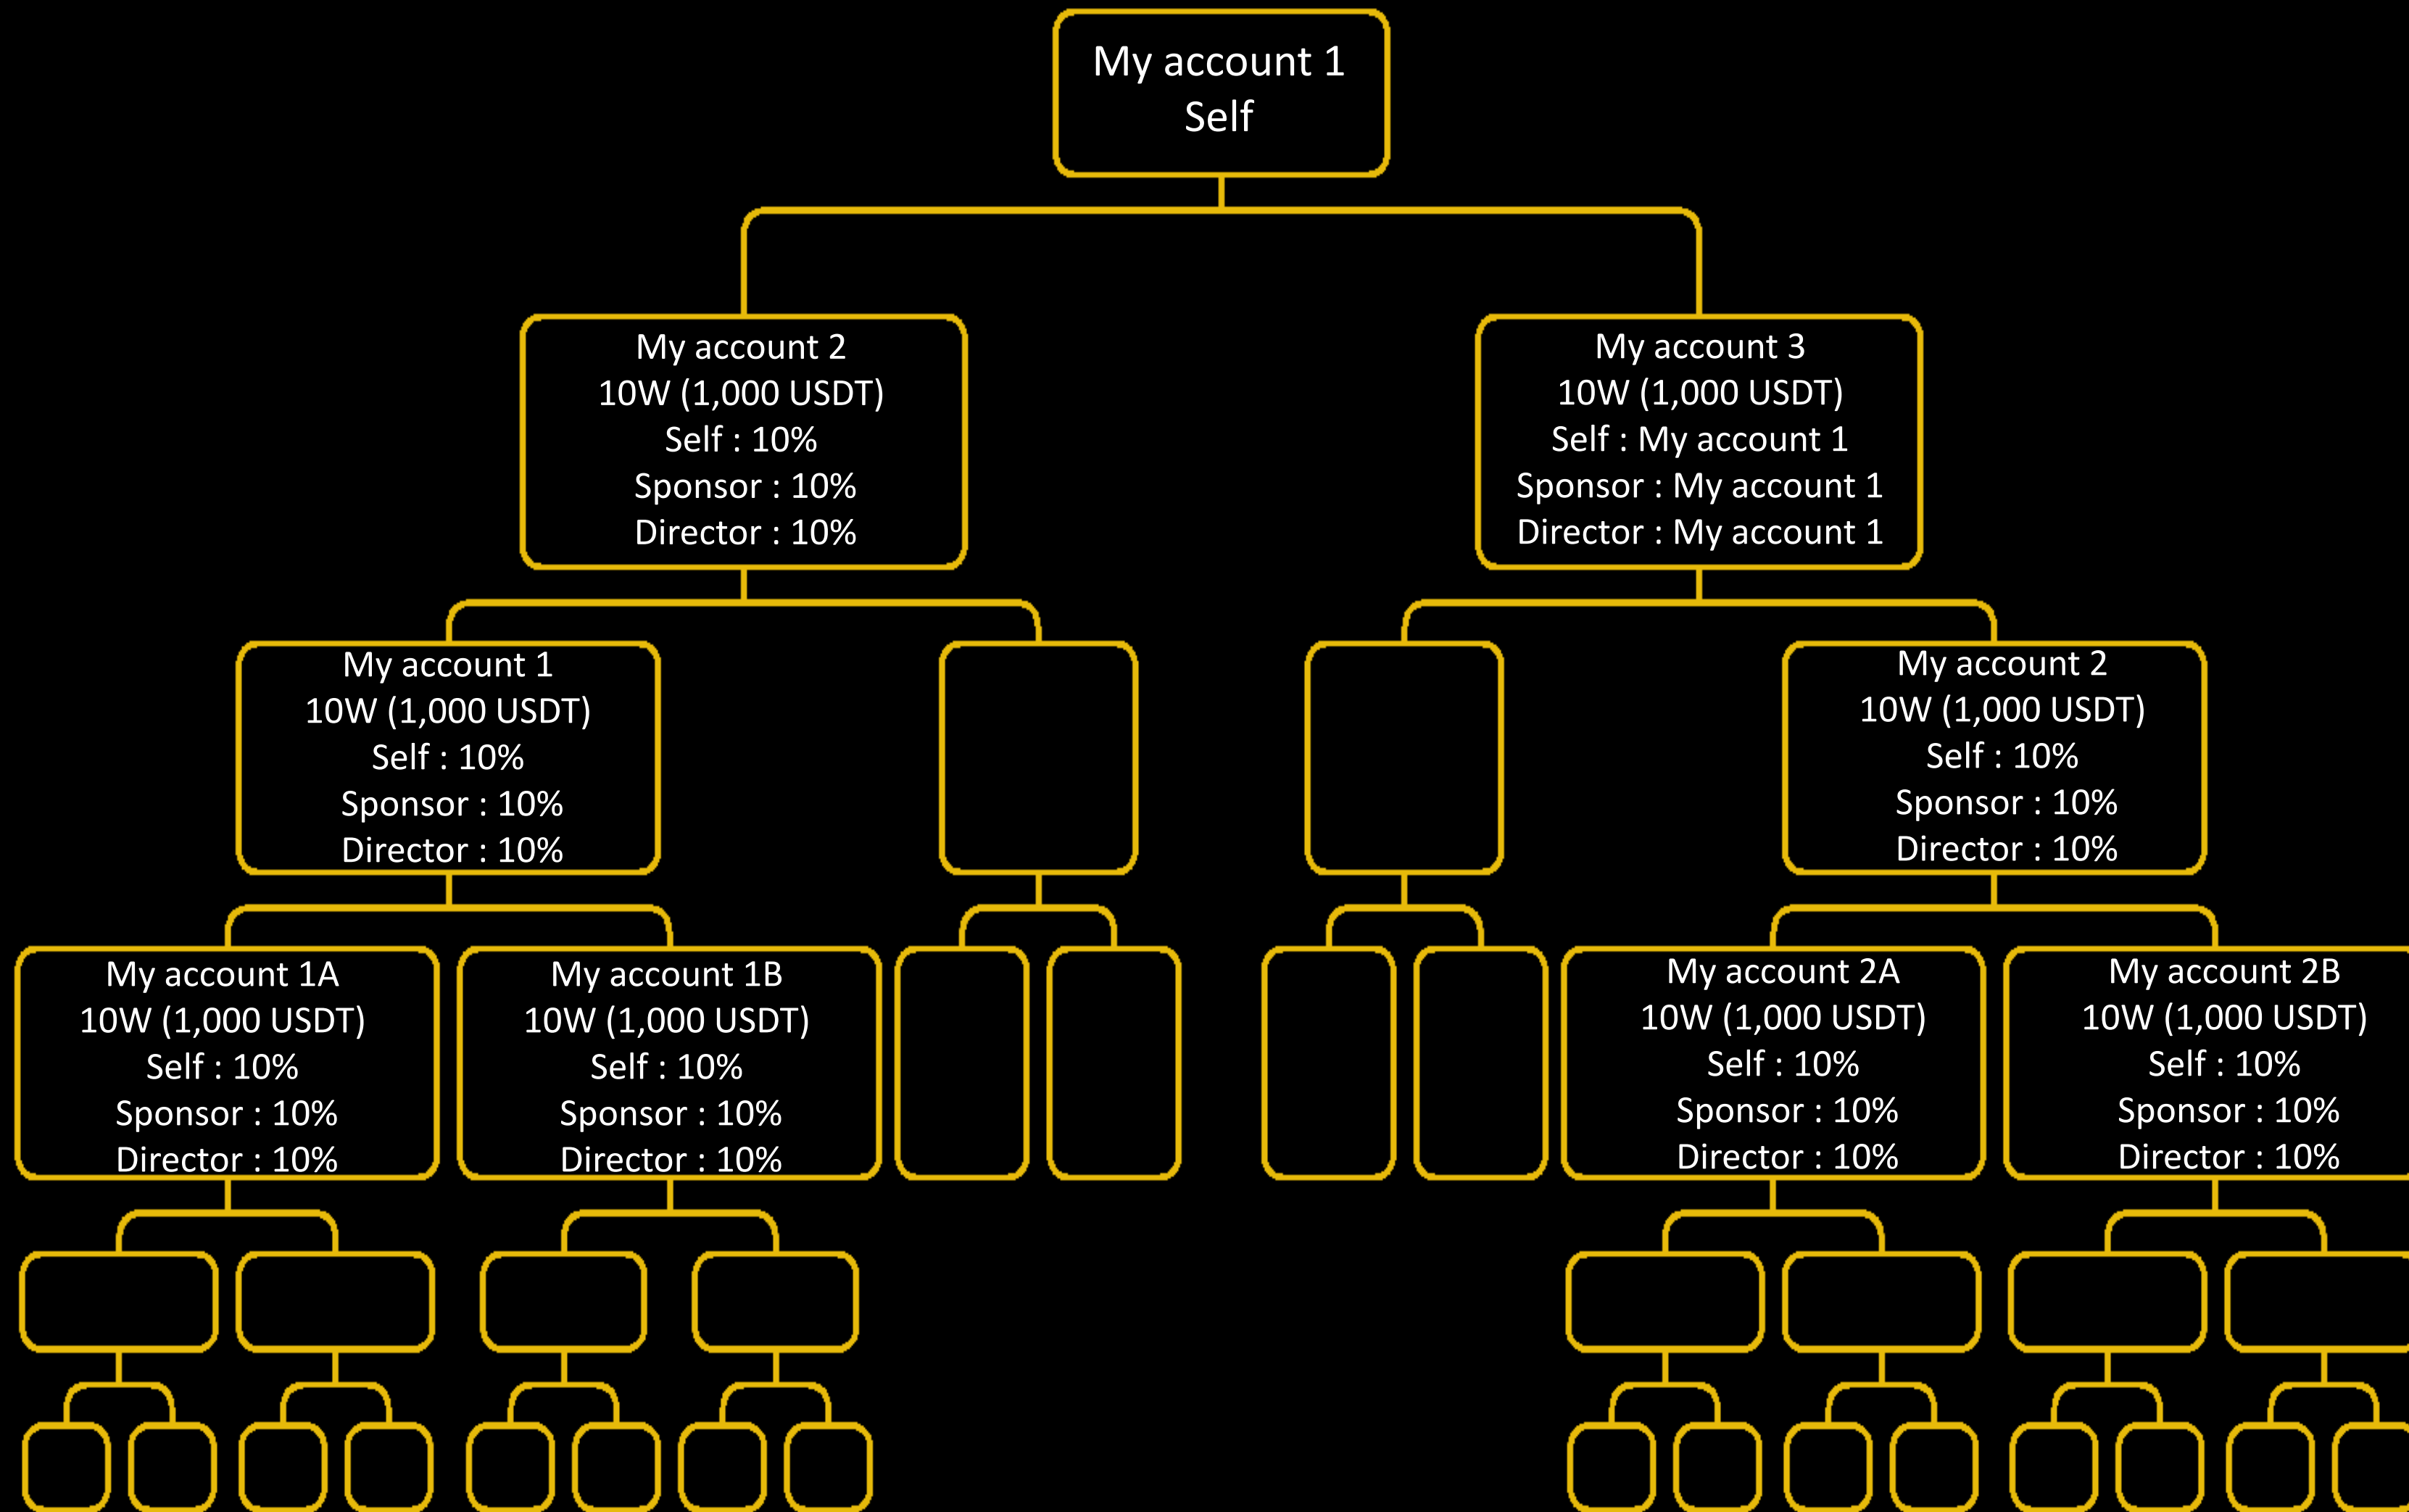 My account 1
Self
My account 2
10W (1,000 USDT)
Self : 10%
Sponsor : 10%
Director : 10%
My account 3
10W (1,000 USDT)
Self : My account 1
Sponsor : My account 1
Director : My account 1
My account 1
10W (1,000 USDT)
Self : 10%
Sponsor : 10%
Director : 10%
My account 2
10W (1,000 USDT)
Self : 10%
Sponsor : 10%
Director : 10%
My account 1A
10W (1,000 USDT)
Self : 10%
Sponsor : 10%
Director : 10%
My account 1B
10W (1,000 USDT)
Self : 10%
Sponsor : 10%
Director : 10%
My account 2A
10W (1,000 USDT)
Self : 10%
Sponsor : 10%
Director : 10%
My account 2B
10W (1,000 USDT)
Self : 10%
Sponsor : 10%
Director : 10%